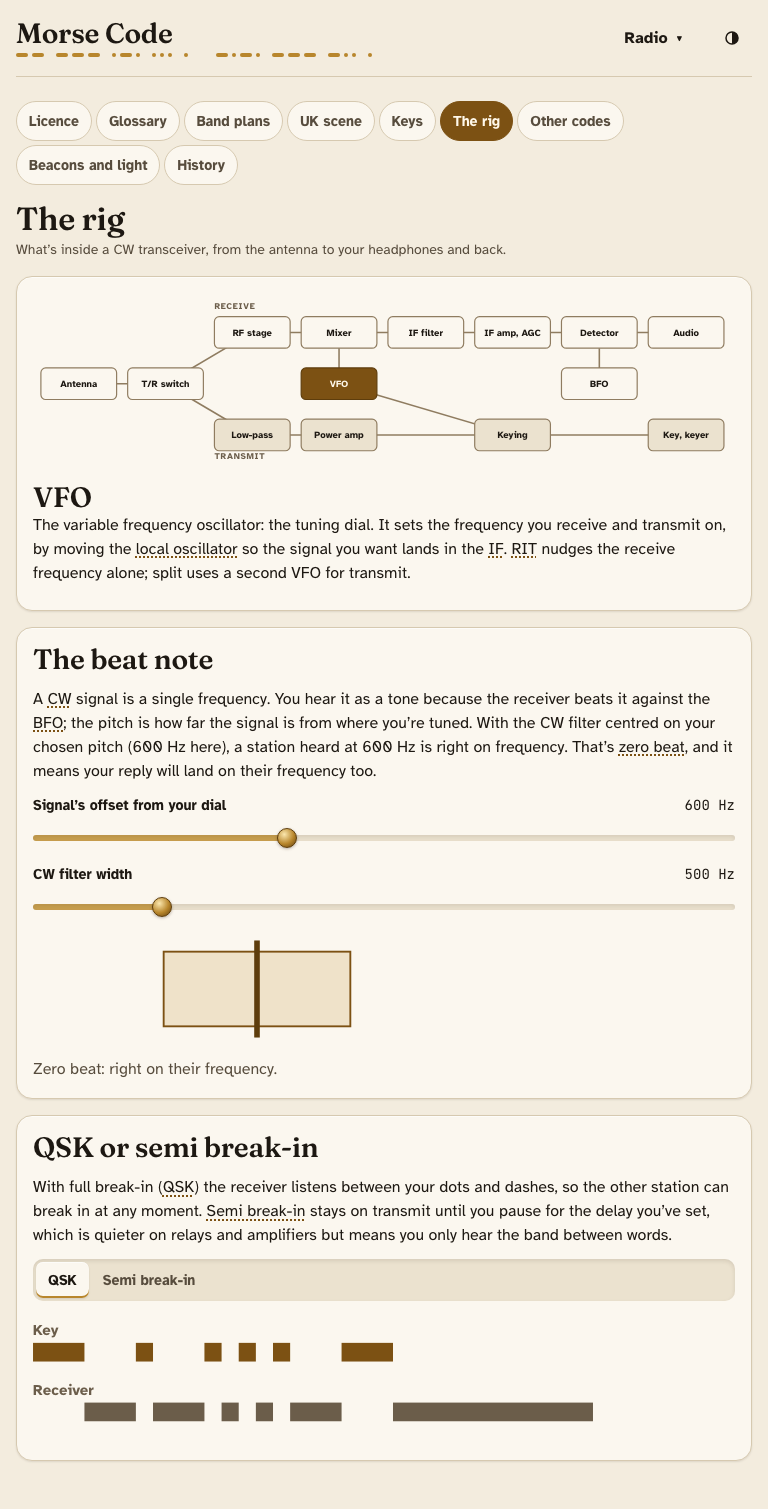 Morse Code
Radio ▾
Licence Glossary Band plans UK scene Keys The rig Other codes
Beacons and light History
The rig
What's inside a CW transceiver, from the antenna to your headphones and back.
RECEIVE
RF stage Mixer IF filter IF amp, AGC Detector Audio
Antenna T/R switch VFO BFO
Low-pass Power amp Keying Key, keyer
TRANSMIT
VFO
The variable frequency oscillator: the tuning dial. It sets the frequency you receive and transmit on,
by moving the local oscillator so the signal you want lands in the IF. RIT nudges the receive
frequency alone; split uses a second VFO for transmit.
The beat note
A CW signal is a single frequency. You hear it as a tone because the receiver beats it against the
BFO; the pitch is how far the signal is from where you're tuned. With the CW filter centred on your
chosen pitch (600 Hz here), a station heard at 600 Hz is right on frequency. That's zero beat, and it
means your reply will land on their frequency too.
Signal's offset from your dial 600 Hz
CW filter width 500 Hz
Zero beat: right on their frequency.
QSK or semi break-in
With full break-in (QSK) the receiver listens between your dots and dashes, so the other station can
break in at any moment. Semi break-in stays on transmit until you pause for the delay you've set,
which is quieter on relays and amplifiers but means you only hear the band between words.
QSK Semi break-in
Key
Receiver